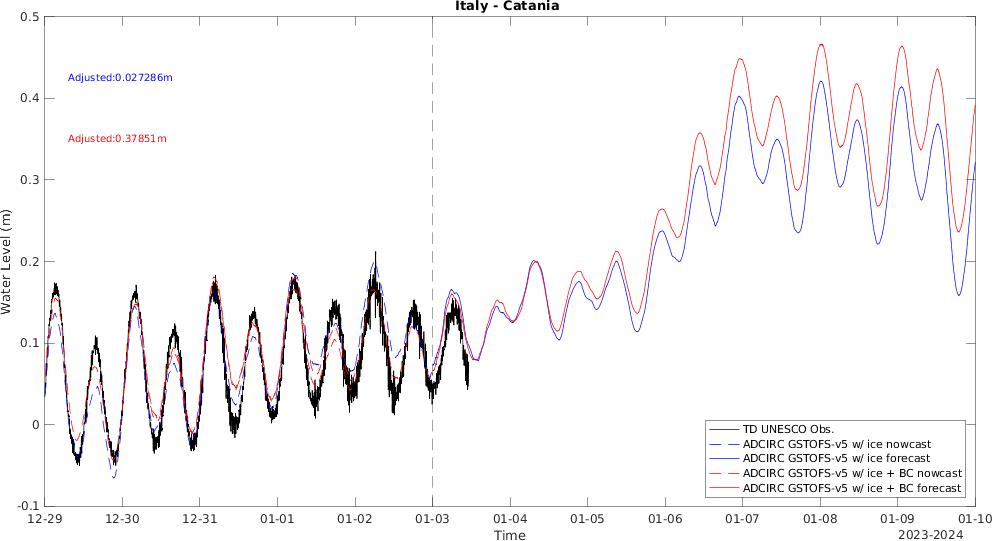 Italy - Catania
0.5
Adjusted:0.027286m
0.4
Adjusted:0.37851m
0.3
Water Level (m)
0.2
0.1
0
TD UNESCO Obs.
ADCIRC GSTOFS-v5 w/ ice nowcast
ADCIRC GSTOFS-v5 w/ ice forecast
ADCIRC GSTOFS-v5 w/ ice + BC nowcast
ADCIRC GSTOFS-v5 w/ ice + BC forecast
-0.1
12-29 12-30 12-31 01-01 01-02 01-03 01-04 01-05 01-06 01-07 01-08 01-09 01-10
Time
2023-2024